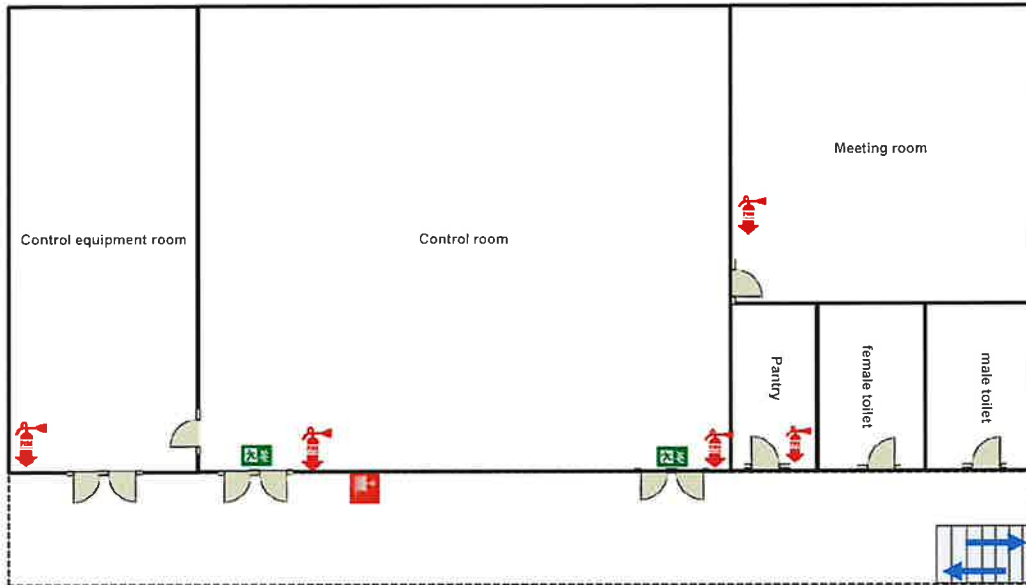 Meeting room
Control equipment room
Control room
Pantry
female toilet
male toilet